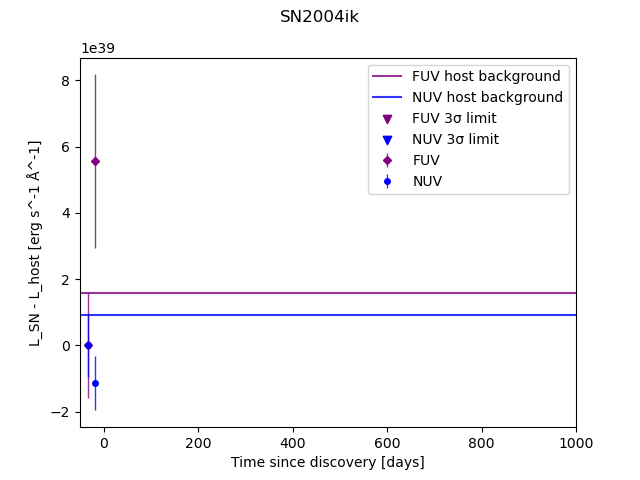 SN2004ik
1e39
FUV host background
NUV host background
FUV 3σ limit
NUV 3σ limit
FUV
NUV
8
6
4
2
0
−2
L_SN - L_host [erg s^-1 Å^-1]
0 200 400 600 800 1000
Time since discovery [days]